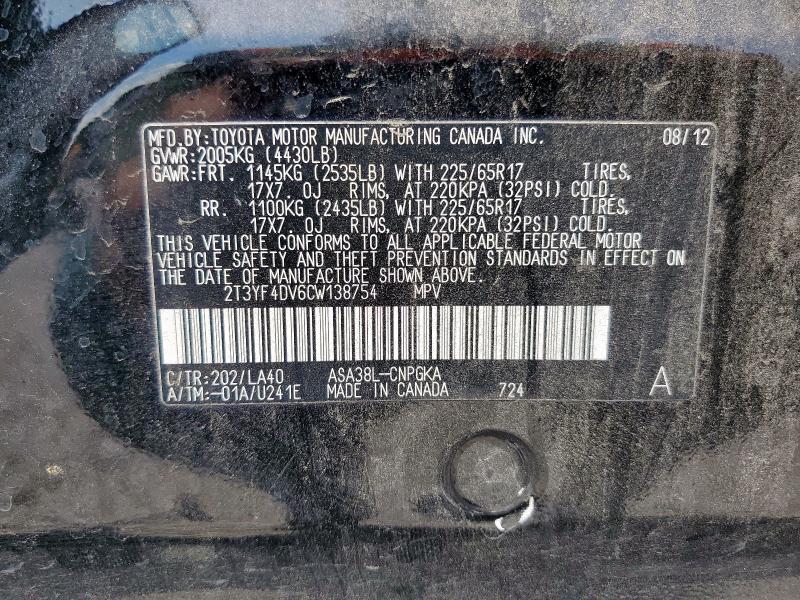 MFD.BY:TOYOTA MOTOR MANUFACTURING CANADA INC. 08/12
GVWR:2005KG (4430LB)
GAWR:FRT. 1145KG (2535LB) WITH 225/65R17 TIRES,
17X7.0J RIMS, AT 220KPA (32PSI) COLD.
RR. 1100KG (2435LB) WITH 225/65R17 TIRES,
17X7.0J RIMS, AT 220KPA (32PSI) COLD.
THIS VEHICLE CONFORMS TO ALL APPLICABLE FEDERAL MOTOR
VEHICLE SAFETY AND THEFT PREVENTION STANDARDS IN EFFECT ON
THE DATE OF MANUFACTURE SHOWN ABOVE.
2T3YF4DV6CW138754 MPV
C/TR:202/LA40 ASA38L-CNPGKA
A/TM:-01A/U241E MADE IN CANADA 724 A